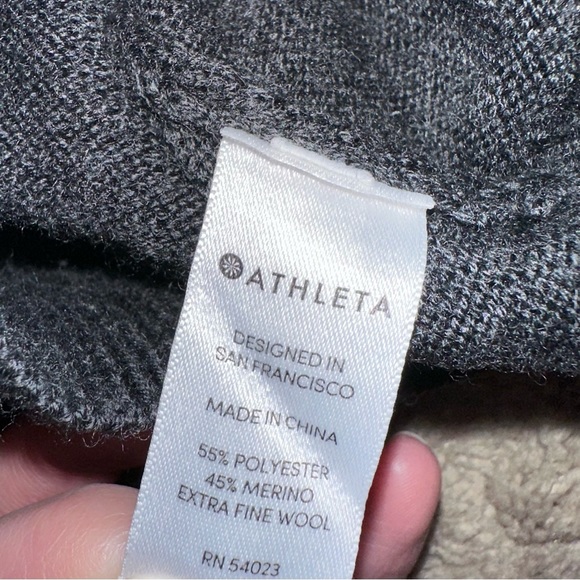 ATHLETA
DESIGNED IN
SAN FRANCISCO
MADE IN CHINA
55% POLYESTER
45% MERINO
EXTRA FINE WOOL
RN 54023